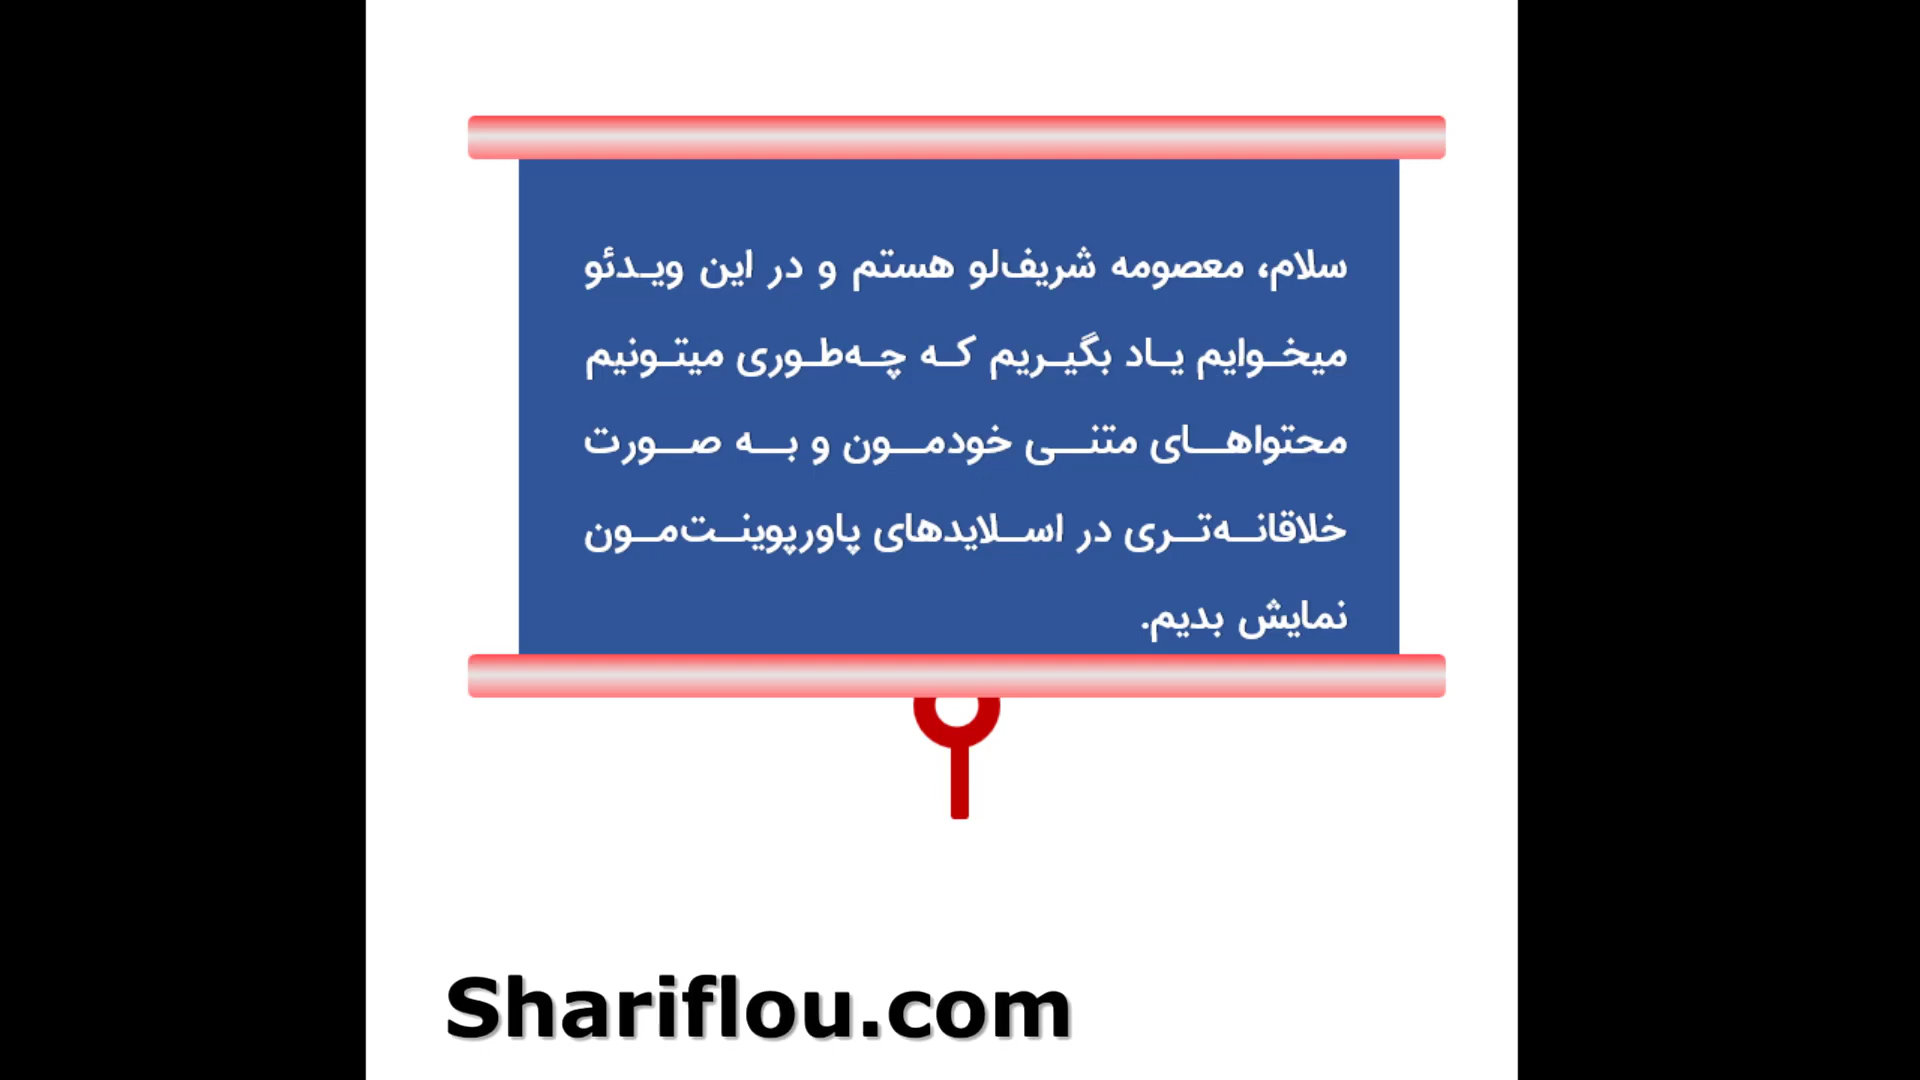 سلام، معصومه شریف‌لو هستم و در این ویـدئو
میخـوایم یـاد بگیـریم کـه چـه‌طـوری میتـونیم
محتواهــای متنــی خودمــون و بــه صــورت
خلاقانــه‌تــری در اســلایدهای پاورپوینــت‌مــون
نمایش بدیم.
Shariflou.com